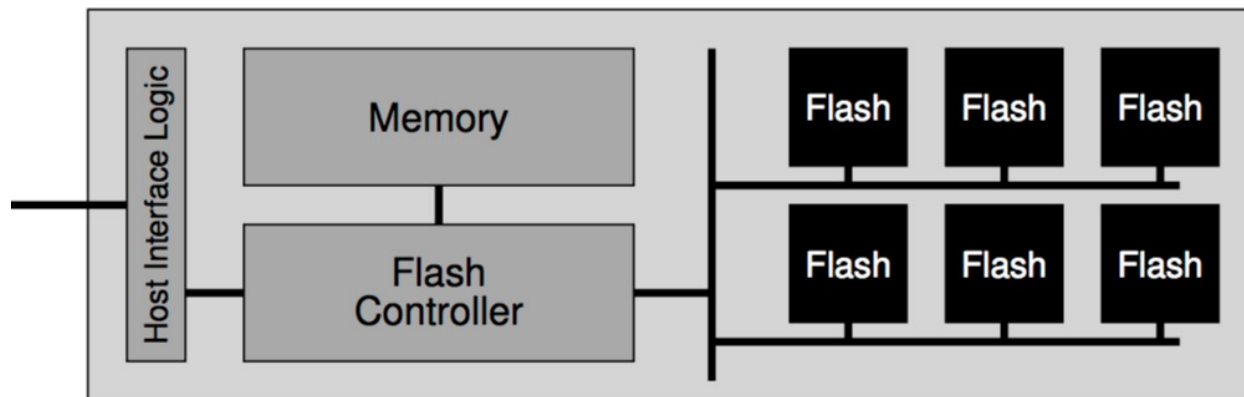 Host Interface Logic
Memory
Flash
Controller
Flash Flash Flash
Flash Flash Flash